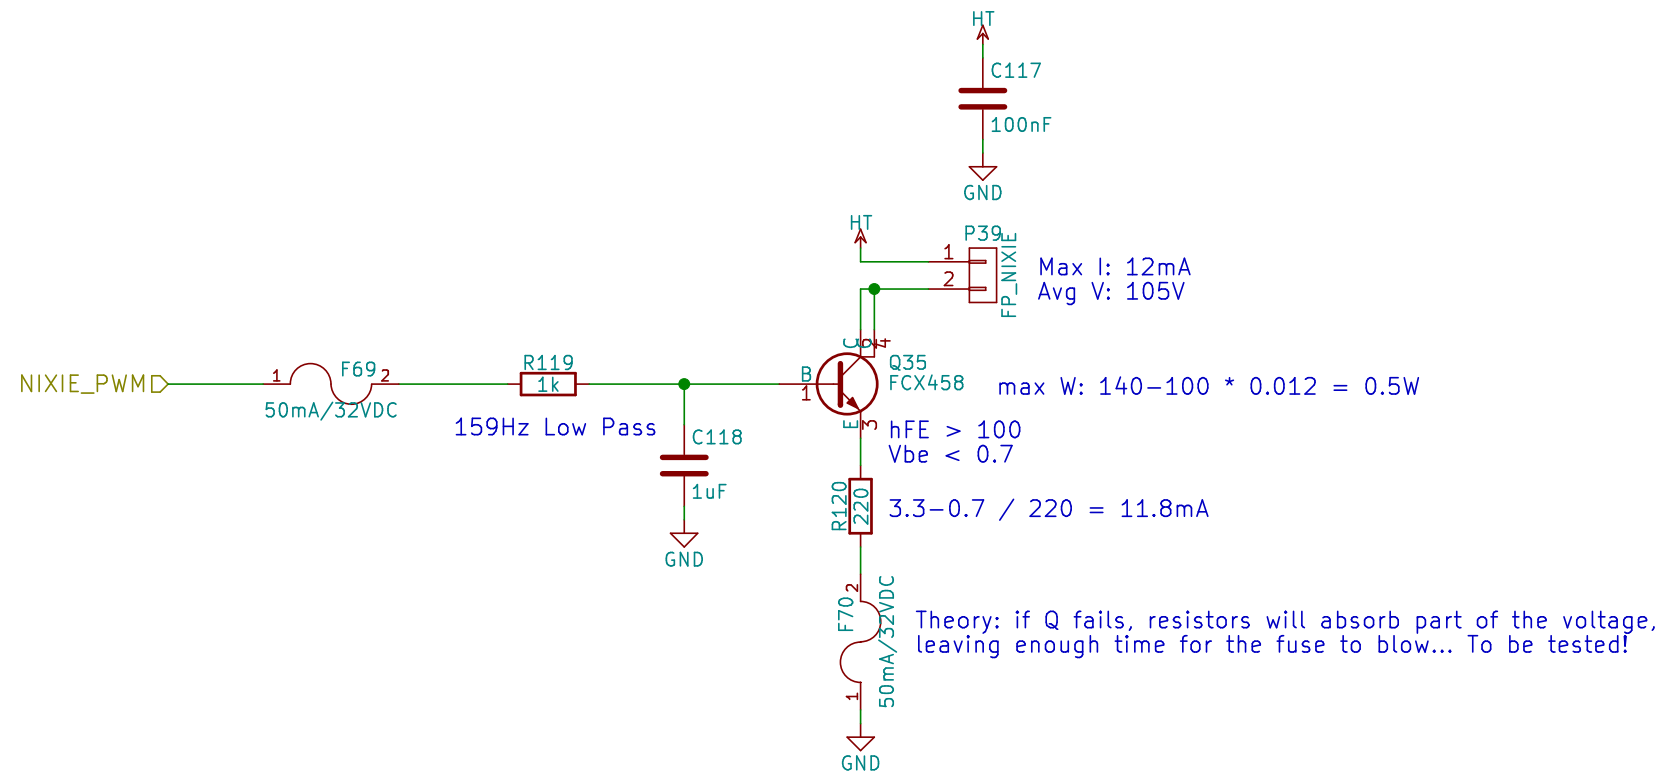 HT
C117
100nF
GND
HT
P39
1
2
FP_NIXIE
Max I: 12mA
Avg V: 105V
C
4
NIXIE_PWM
1
F69
2
50mA/32VDC
R119
1k
159Hz Low Pass
B
1
Q35
FCX458
max W: 140-100 * 0.012 = 0.5W
E
3
hFE > 100
Vbe < 0.7
C118
1uF
GND
R120
220
3.3-0.7 / 220 = 11.8mA
2
F70
50mA/32VDC
1
Theory: if Q fails, resistors will absorb part of the voltage,
leaving enough time for the fuse to blow... To be tested!
GND